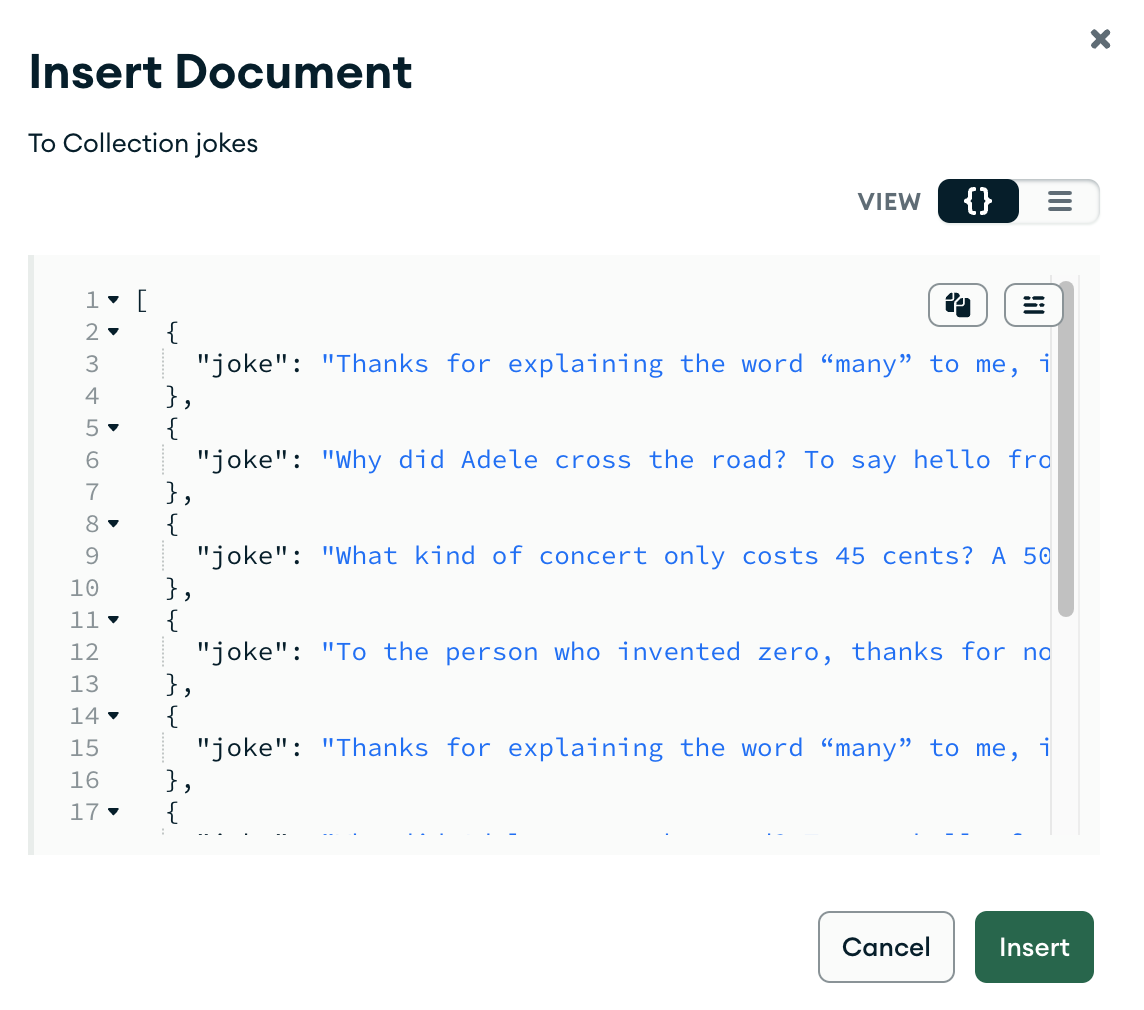 Insert Document
To Collection jokes
VIEW {}
1 [
2 {
3 "joke": "Thanks for explaining the word “many” to me, i
4 },
5 {
6 "joke": "Why did Adele cross the road? To say hello fro
7 },
8 {
9 "joke": "What kind of concert only costs 45 cents? A 50
10 },
11 {
12 "joke": "To the person who invented zero, thanks for no
13 },
14 {
15 "joke": "Thanks for explaining the word “many” to me, i
16 },
17 {
Cancel Insert